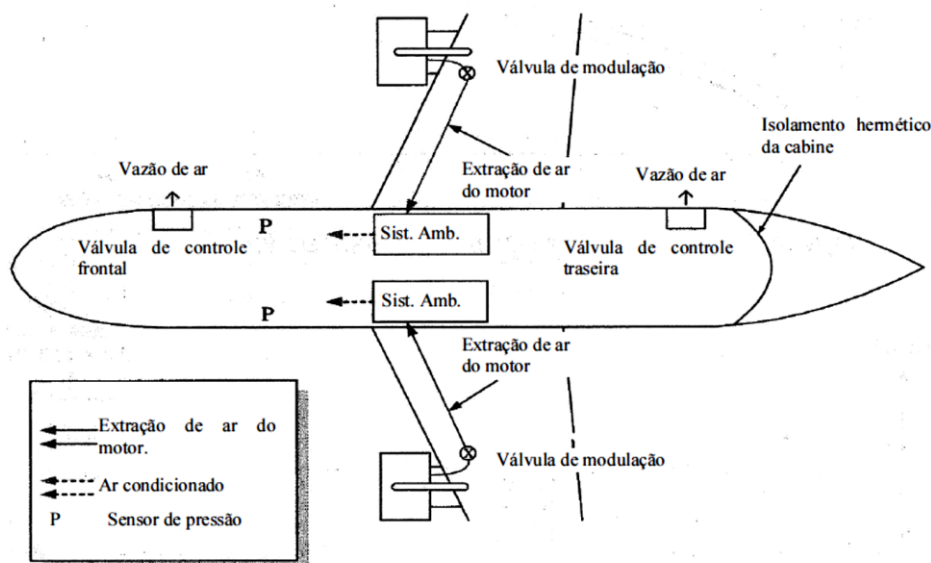 Válvula de modulação
Isolamento hermético
da cabine
Vazão de ar
Extração de ar
do motor
Vazão de ar
P
Sist. Amb.
Válvula de controle
frontal
Válvula de controle
traseira
P
Sist. Amb.
Extração de ar
do motor
Válvula de modulação
Extração de ar do
motor.
Ar condicionado
P Sensor de pressão